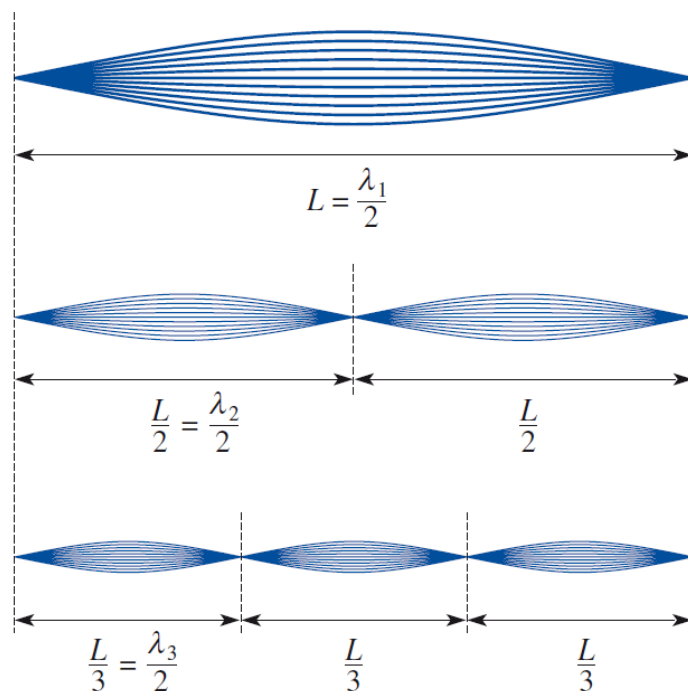 L = λ₁/2
L/2 = λ₂/2 L/2
L/3 = λ₃/2 L/3 L/3